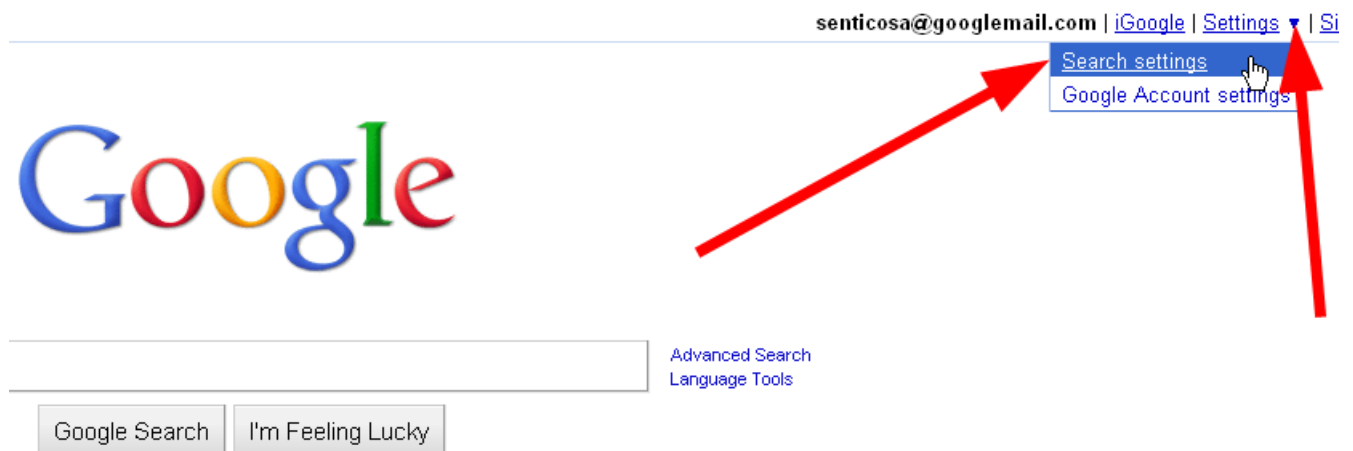 senticosa@googlemail.com | iGoogle | Settings ▼ | Si
Search settings
Google Account settings
Google
Advanced Search
Language Tools
Google Search
I'm Feeling Lucky